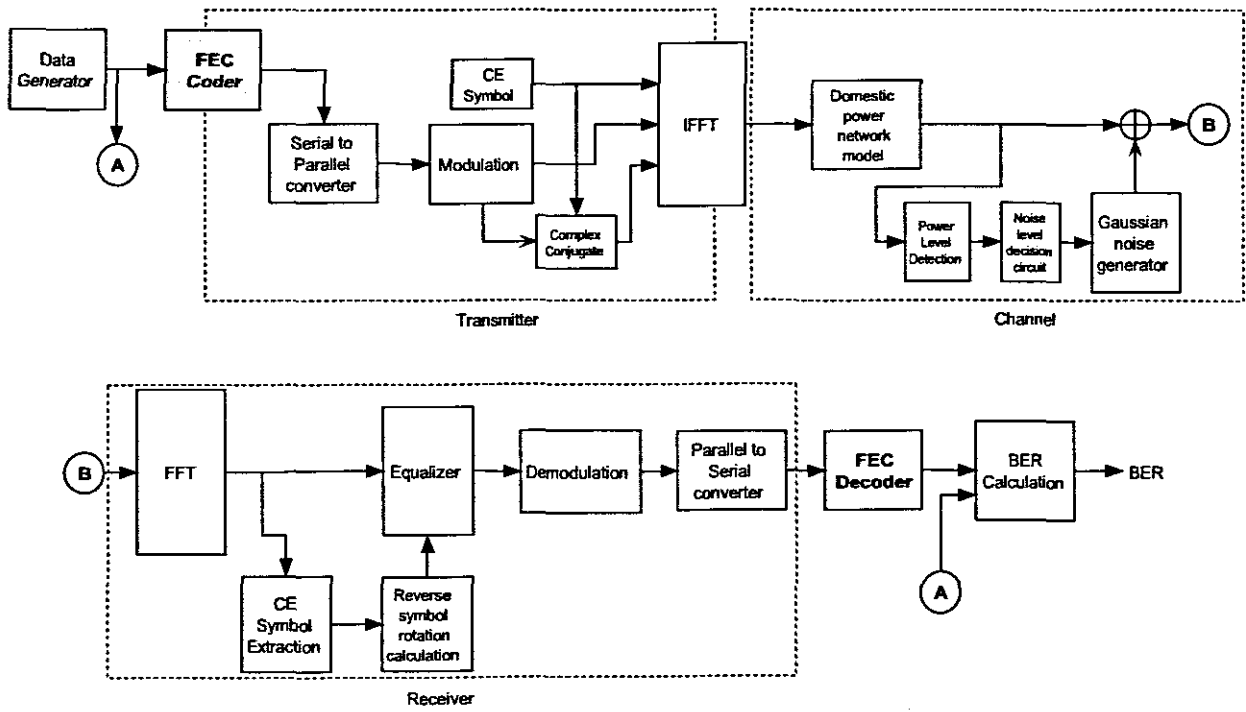 Data
Generator
FEC
Coder
A
Serial to
Parallel
converter
CE
Symbol
Modulation
Complex
Conjugate
IFFT
Transmitter
Domestic
power
network
model
B
Power
Level
Detection
Noise
level
decision
circuit
Gaussian
noise
generator
Channel
B
FFT
Equalizer
Demodulation
Parallel to
Serial
converter
FEC
Decoder
BER
Calculation
BER
CE
Symbol
Extraction
Reverse
symbol
rotation
calculation
A
Receiver